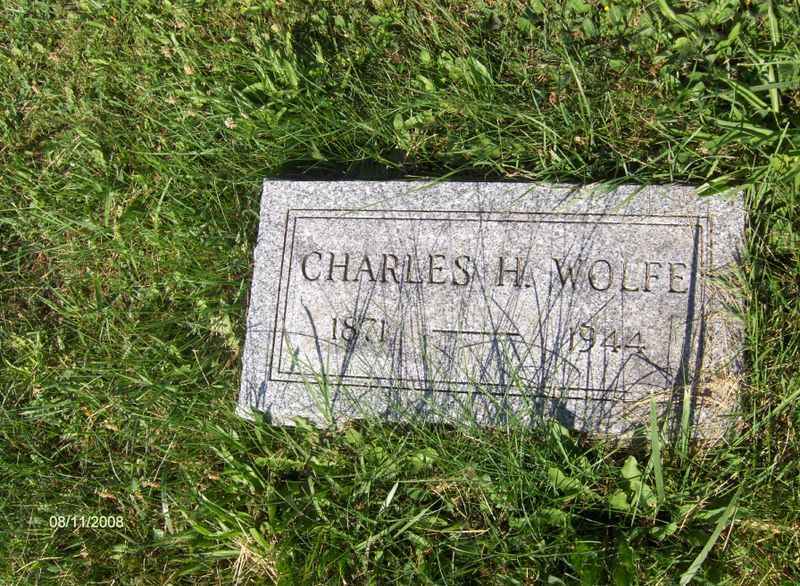 CHARLES H. WOLFE
1871 — 1944
08/11/2008